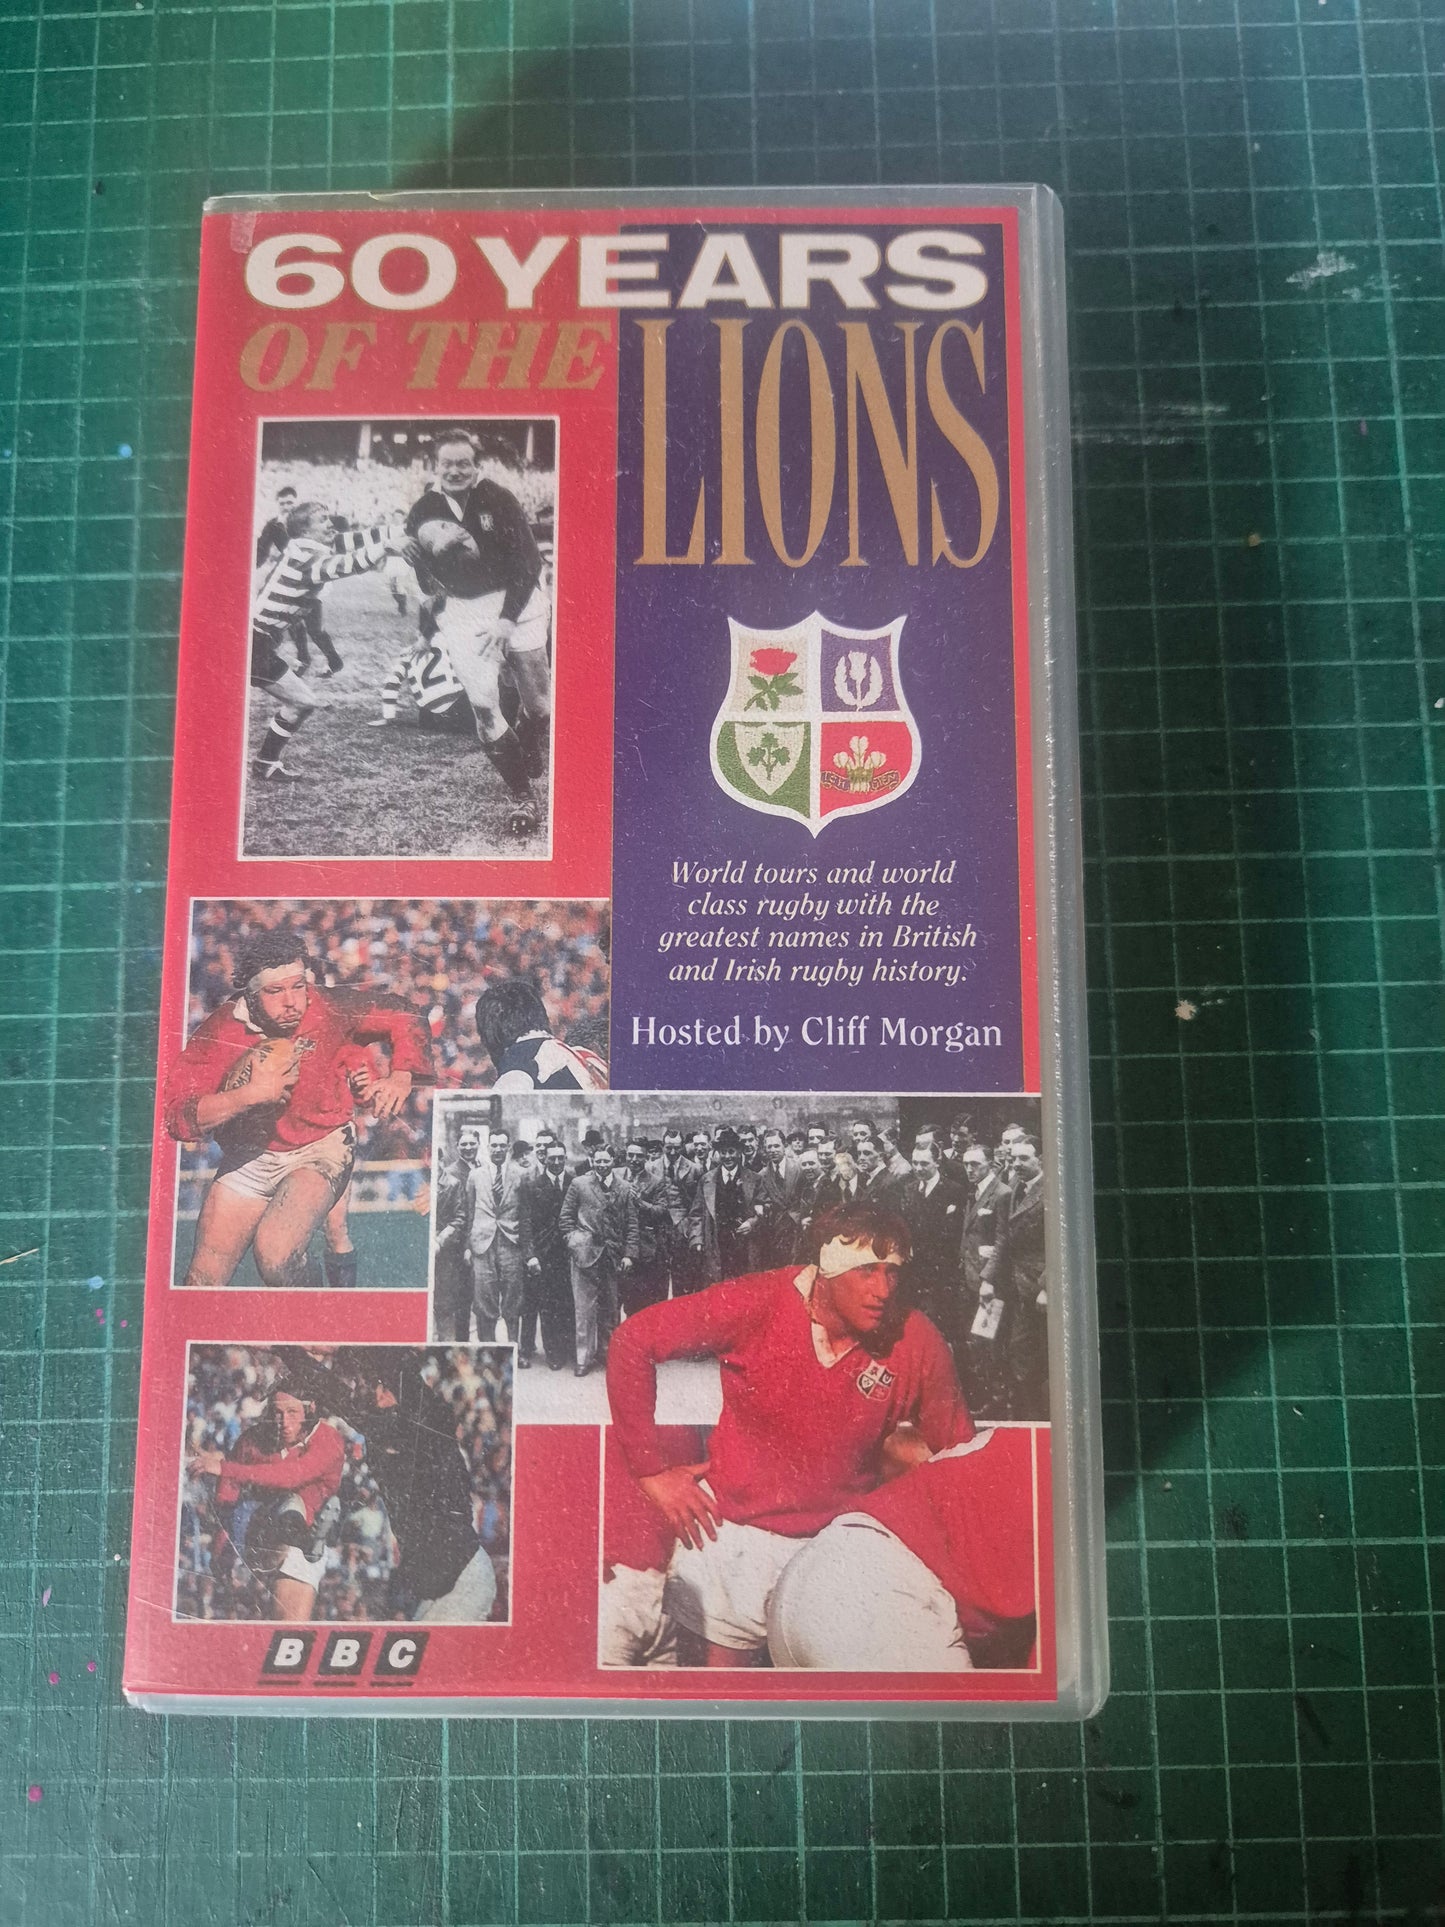 60 YEARS
OF THE LIONS
World tours and world
class rugby with the
greatest names in British
and Irish rugby history.
Hosted by Cliff Morgan
BBC